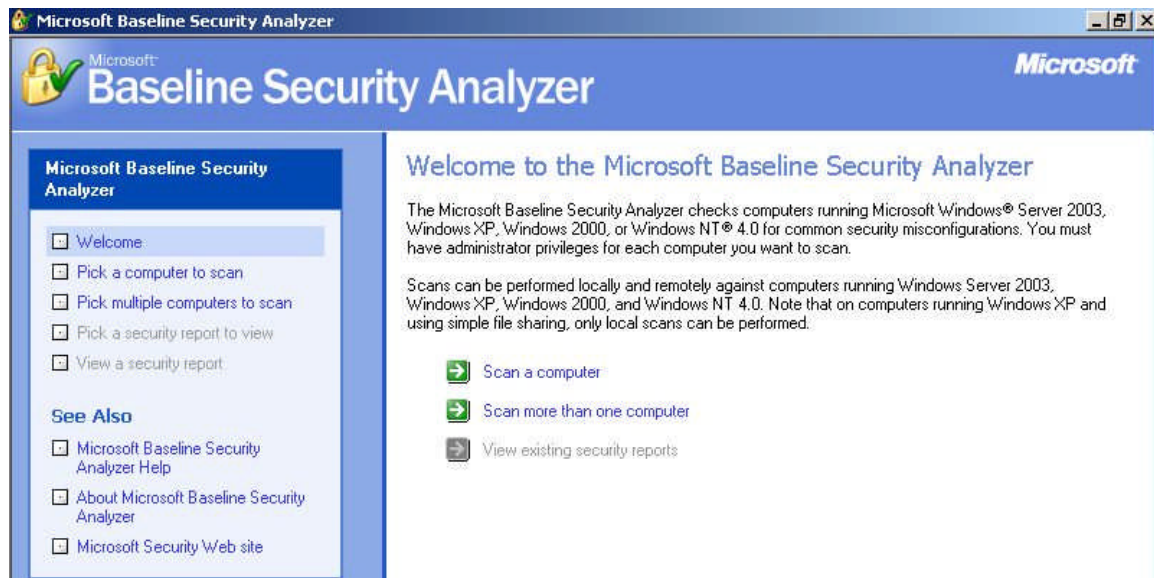 Microsoft Baseline Security Analyzer
Microsoft
Baseline Security Analyzer
Microsoft
Microsoft Baseline Security
Analyzer
Welcome
Pick a computer to scan
Pick multiple computers to scan
Pick a security report to view
View a security report
See Also
Microsoft Baseline Security
Analyzer Help
About Microsoft Baseline Security
Analyzer
Microsoft Security Web site
Welcome to the Microsoft Baseline Security Analyzer
The Microsoft Baseline Security Analyzer checks computers running Microsoft Windows® Server 2003,
Windows XP, Windows 2000, or Windows NT® 4.0 for common security misconfigurations. You must
have administrator privileges for each computer you want to scan.
Scans can be performed locally and remotely against computers running Windows Server 2003,
Windows XP, Windows 2000, and Windows NT 4.0. Note that on computers running Windows XP and
using simple file sharing, only local scans can be performed.
Scan a computer
Scan more than one computer
View existing security reports